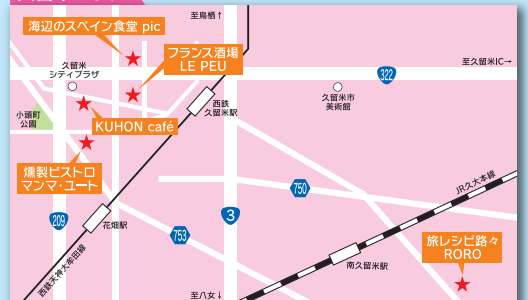 至鳥栖↑
海辺のスペイン食堂 pic
フランス酒場
LE PEU
久留米
シティプラザ
322
至久留米IC→
久留米市
美術館
西鉄
久留米駅
小頭町
公園
KUHON café
燻製ビストロ
マンマ・ユート
JR久大本線
750
209
花畑駅
3
753
旅レシピ路々
RORO
南久留米駅
西鉄天神大牟田線
至八女↓